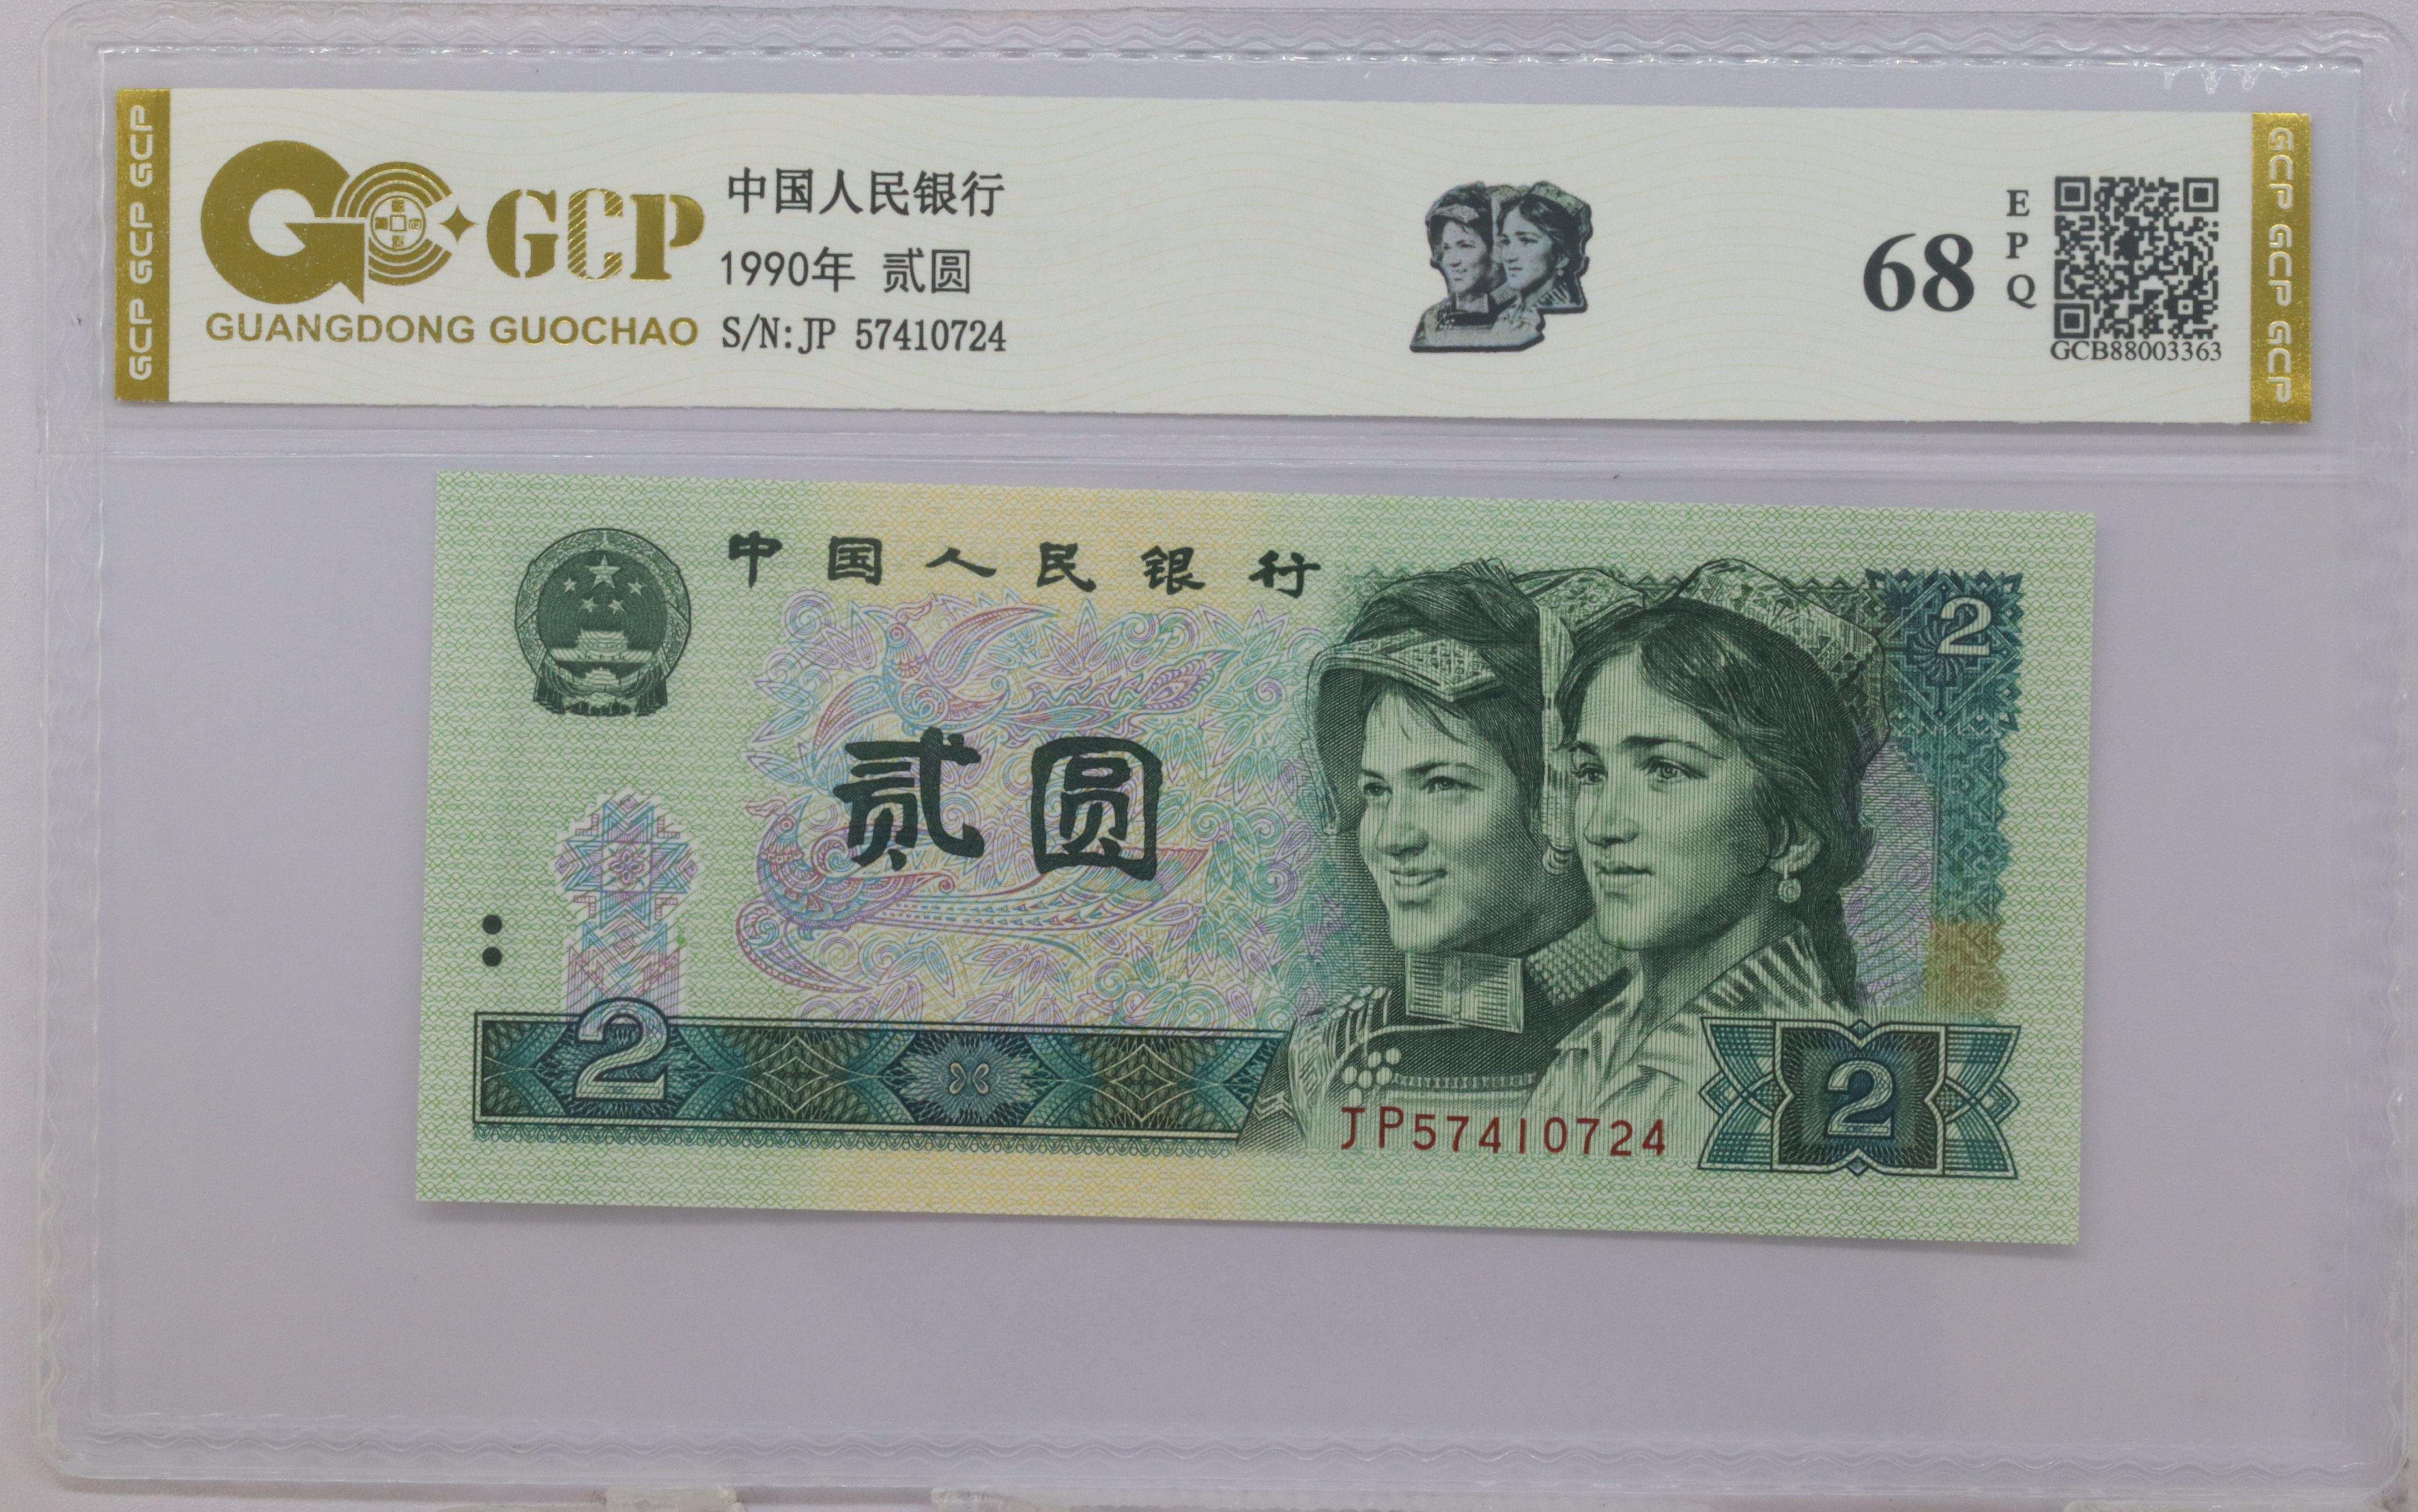 GCP GCP GCP
GCP
GUANGDONG GUOCHAO
中国人民银行
1990年 贰圆
S/N:JP 57410724
68
E
P
Q
GCB88003363
GCP GCP GCP
中国人民银行
2
贰圆
2
JP57410724
2